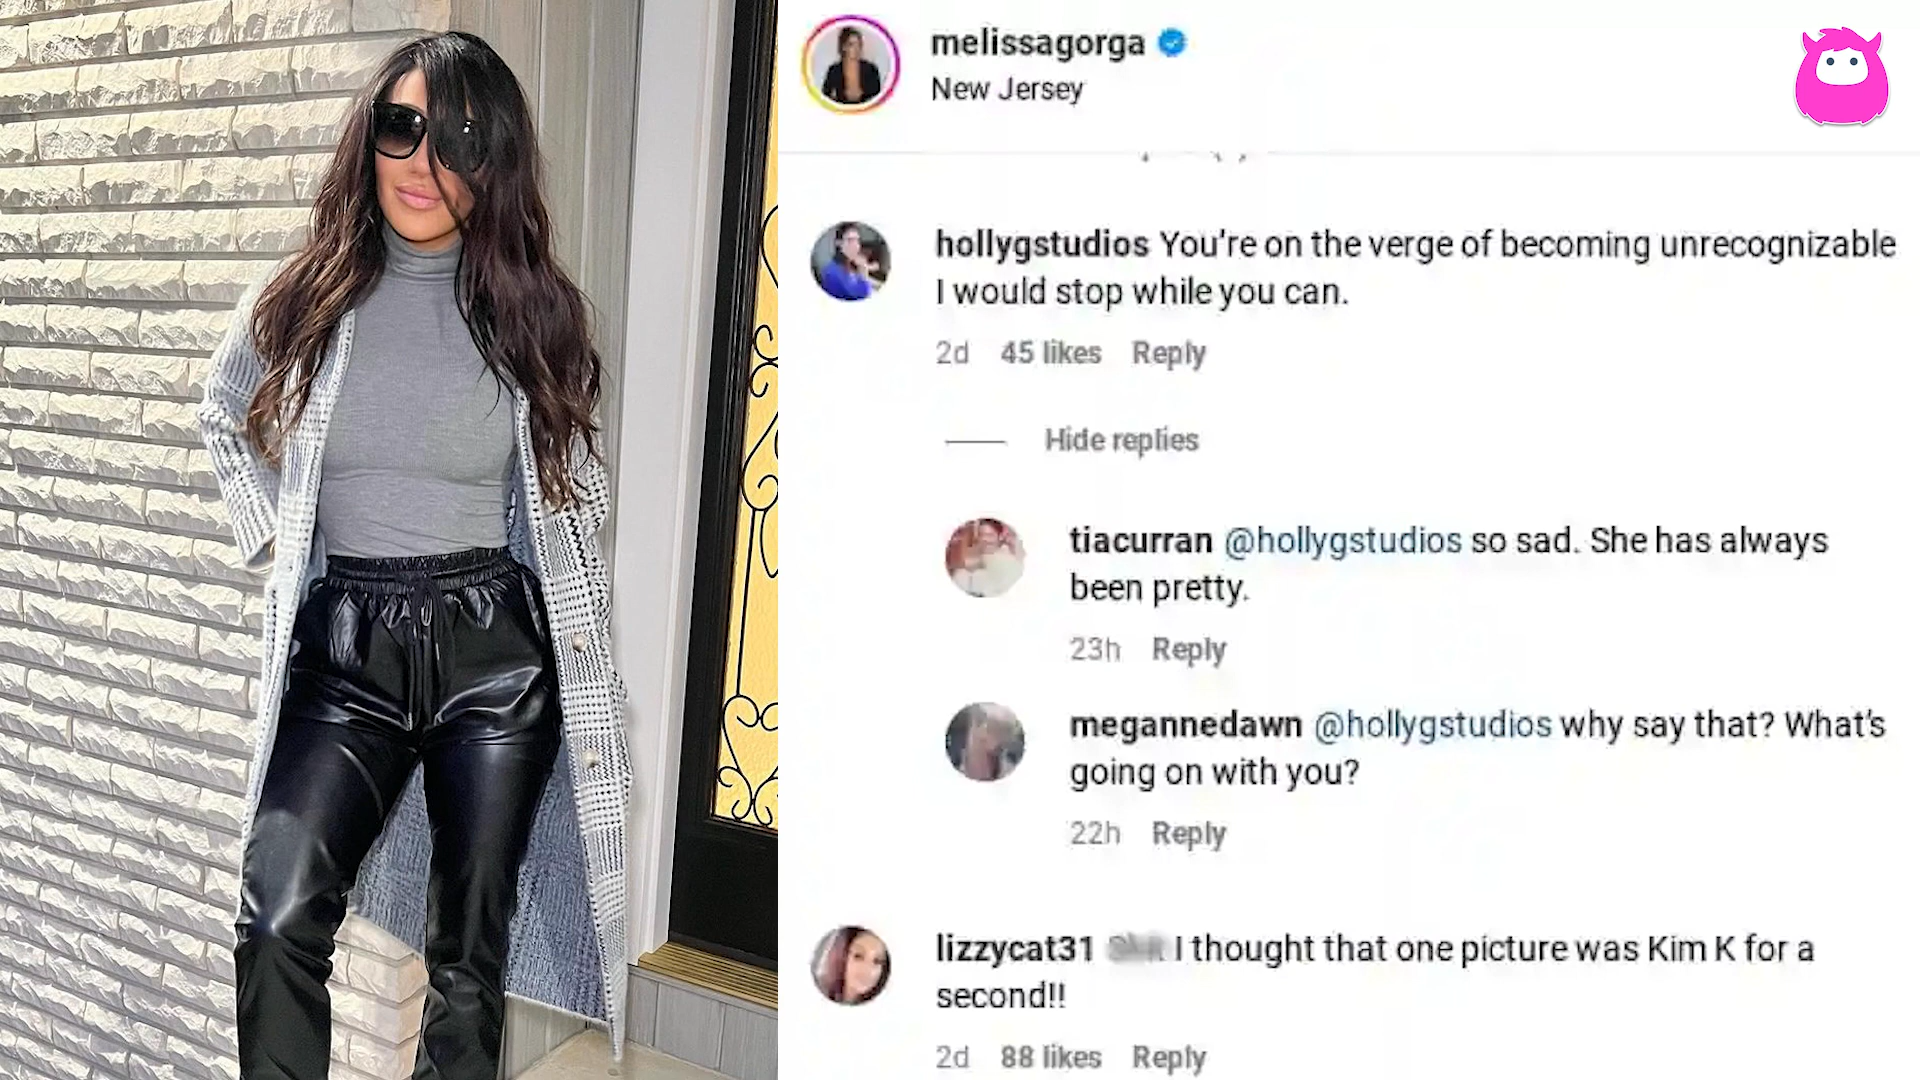 melissagorga
New Jersey
hollygstudios You're on the verge of becoming unrecognizable
I would stop while you can.
2d 45 likes Reply
Hide replies
tiacurran @hollygstudios so sad. She has always
been pretty.
23h Reply
megannedawn @hollygstudios why say that? What's
going on with you?
22h Reply
lizzycat31 I thought that one picture was Kim K for a
second!!
2d 88 likes Reply